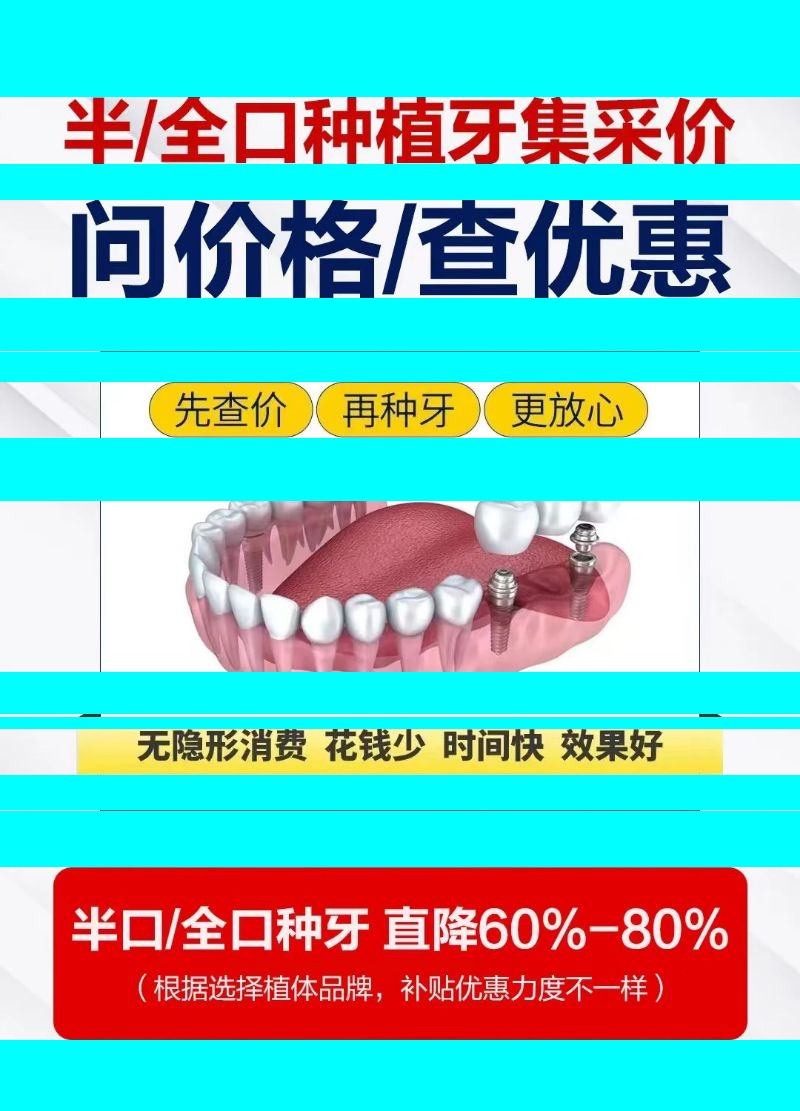 半/全口种植牙集采价
问价格/查优惠
先查价 再种牙 更放心
无隐形消费 花钱少 时间快 效果好
半口/全口种牙 直降60%-80%
（根据选择植体品牌，补贴优惠力度不一样）